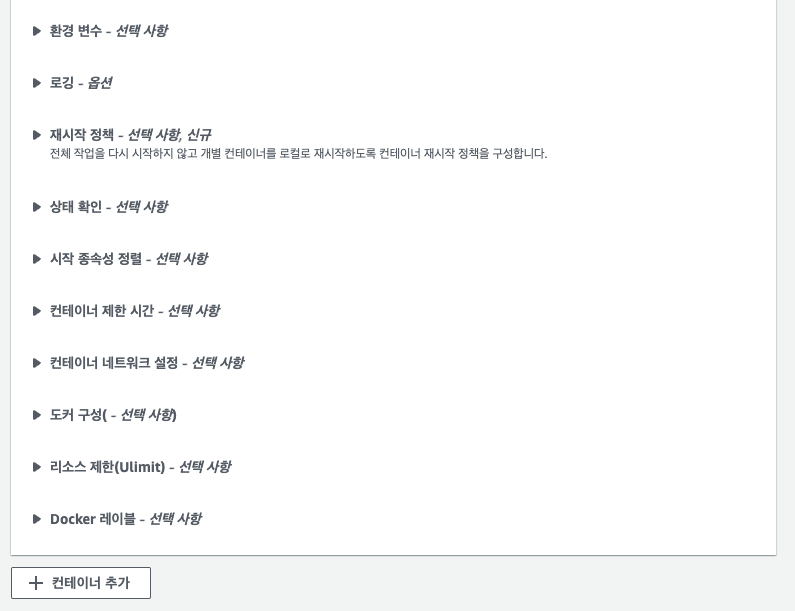 환경 변수 - 선택 사항
로깅 - 옵션
재시작 정책 - 선택 사항, 신규
전체 작업을 다시 시작하지 않고 개별 컨테이너를 로컬로 재시작하도록 컨테이너 재시작 정책을 구성합니다.
상태 확인 - 선택 사항
시작 종속성 정렬 - 선택 사항
컨테이너 제한 시간 - 선택 사항
컨테이너 네트워크 설정 - 선택 사항
도커 구성( - 선택 사항)
리소스 제한(Ulimit) - 선택 사항
Docker 레이블 - 선택 사항
컨테이너 추가